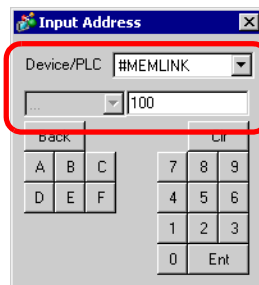 Input Address
Device/PLC #MEMLINK
... 100
Back Clr
A B C 7 8 9
D E F 4 5 6
1 2 3
0 Ent